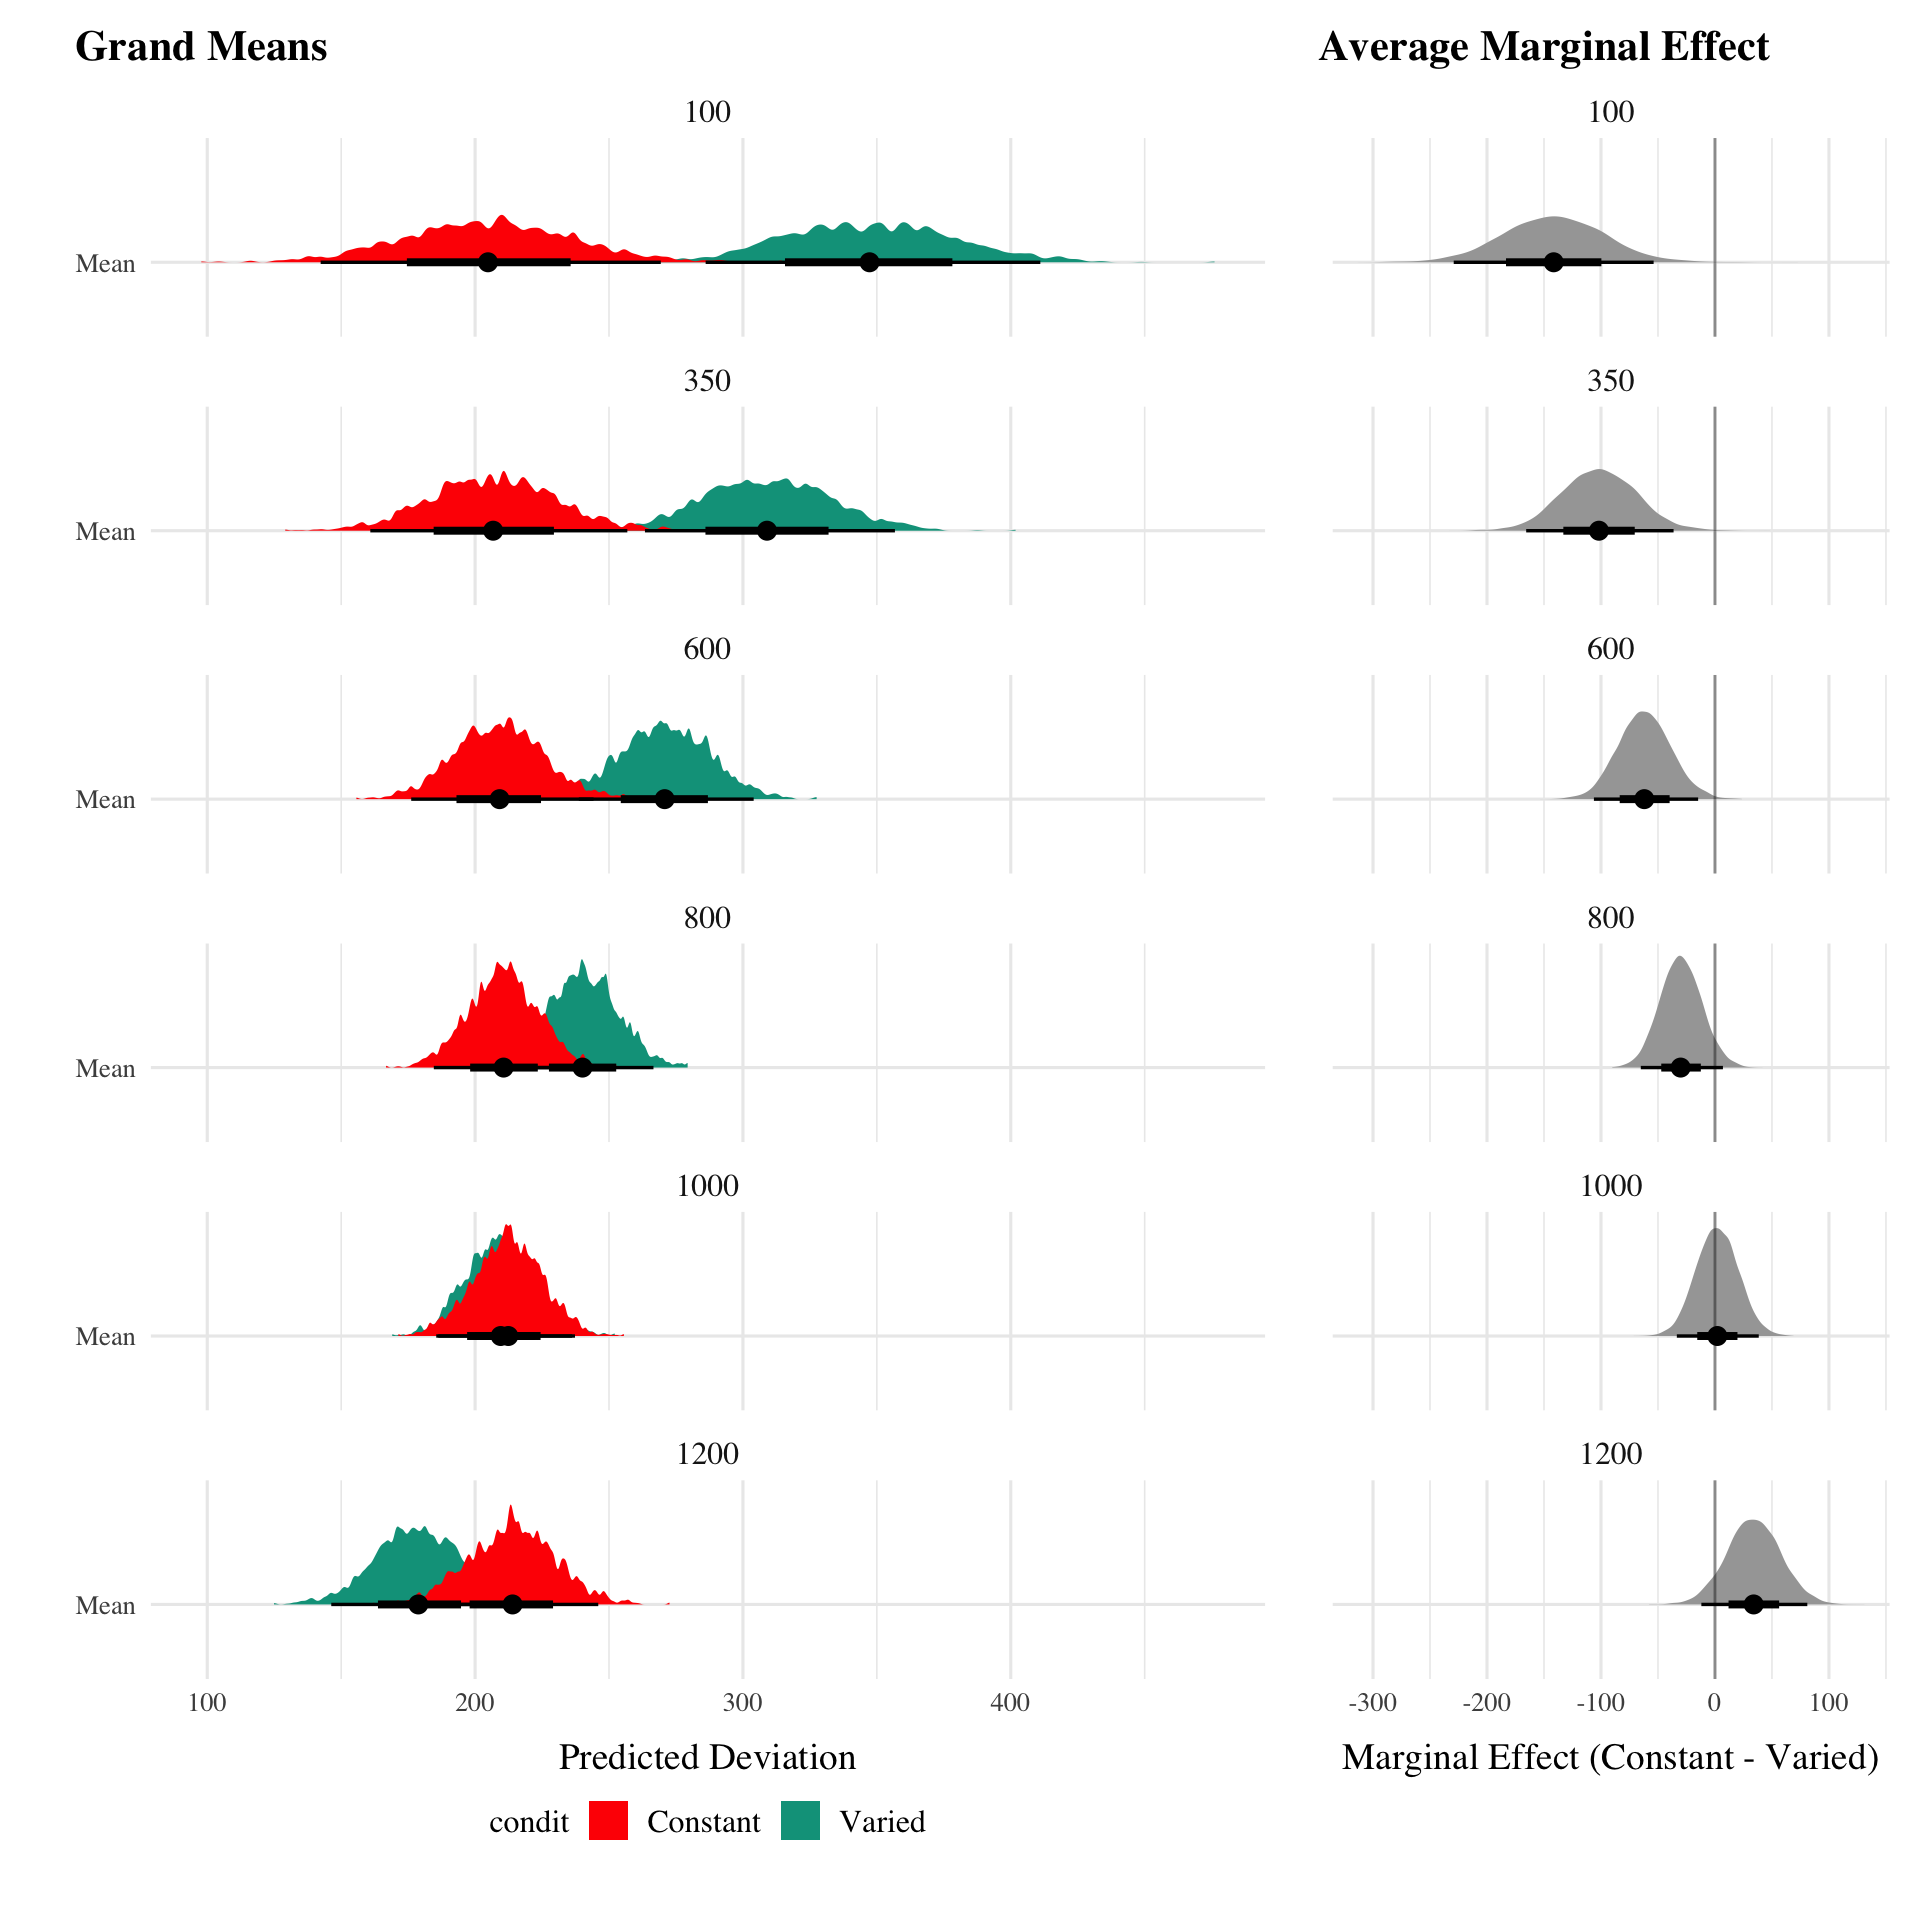 Grand Means
Average Marginal Effect
100
100
Mean
350
350
Mean
600
600
Mean
800
800
Mean
1000
1000
Mean
1200
1200
Mean
100 200 300 400
-300 -200 -100 0 100
Predicted Deviation
Marginal Effect (Constant - Varied)
condit Constant Varied